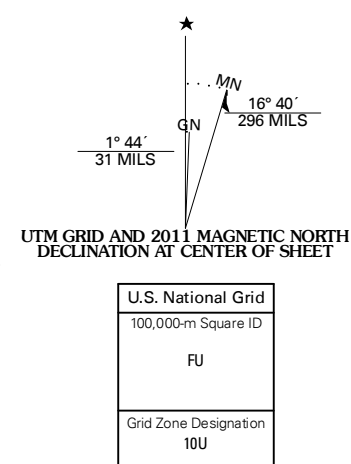 MN
16° 40´
296 MILS
GN
1° 44´
31 MILS
UTM GRID AND 2011 MAGNETIC NORTH
DECLINATION AT CENTER OF SHEET
U.S. National Grid
100,000-m Square ID
FU
Grid Zone Designation
10U